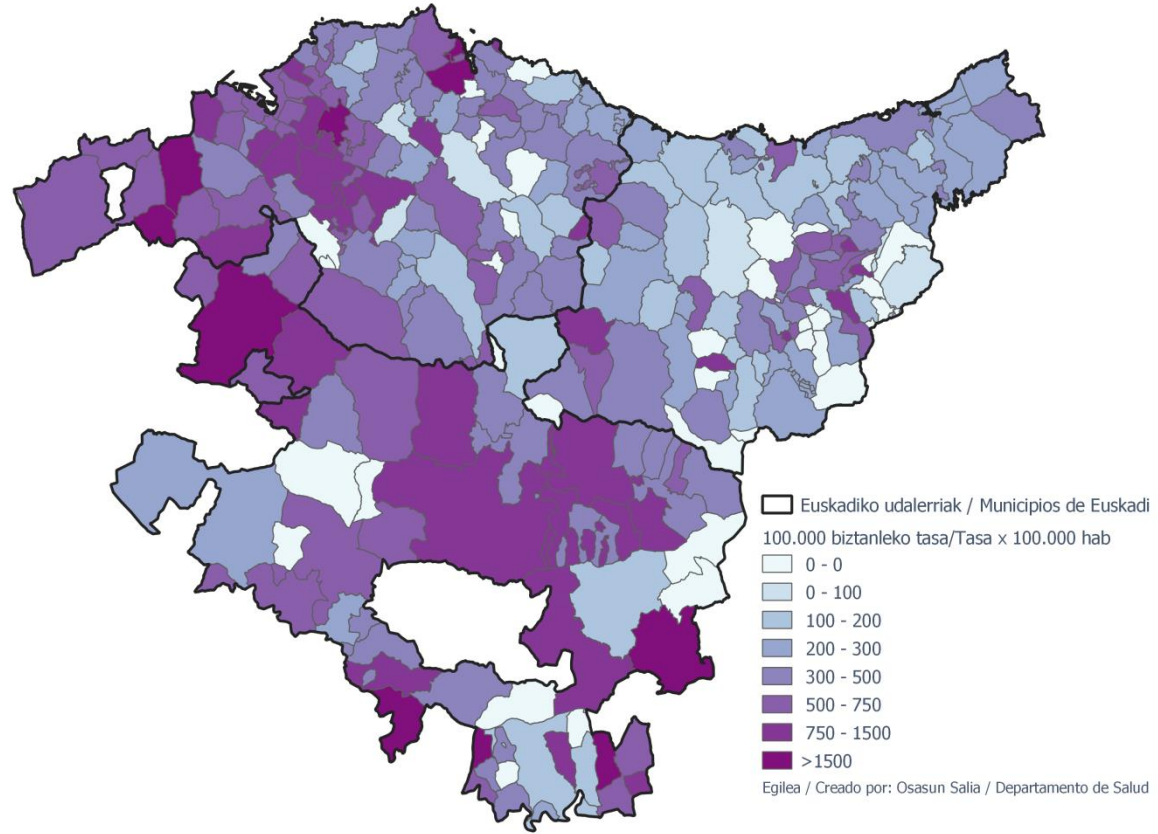 Euskadiko udalerriak / Municipios de Euskadi
100.000 biztanleko tasa/Tasa x 100.000 hab
0 - 0
0 - 100
100 - 200
200 - 300
300 - 500
500 - 750
750 - 1500
>1500
Egilea / Creado por: Osasun Salia / Departamento de Salud